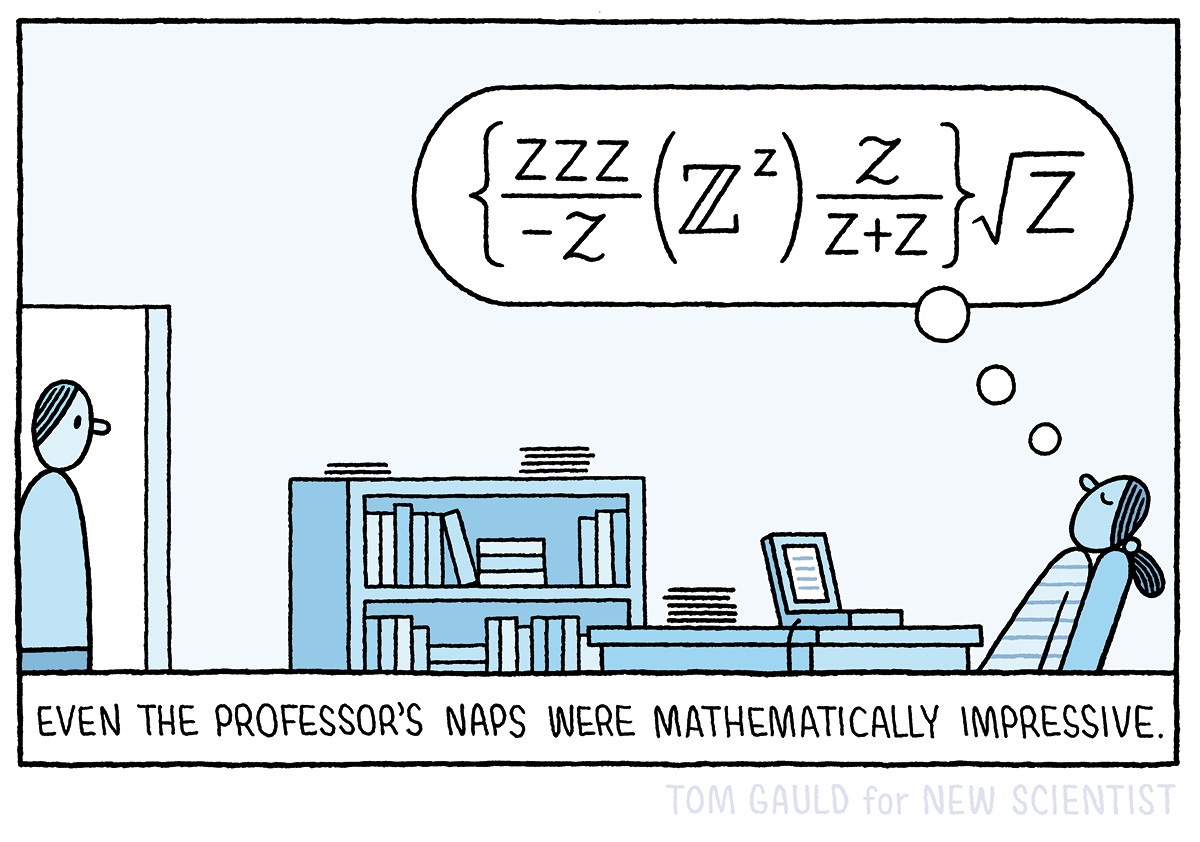 {zzz/-z (ℤ^z) z/z+z}√z
EVEN THE PROFESSOR'S NAPS WERE MATHEMATICALLY IMPRESSIVE.
TOM GAULD for NEW SCIENTIST